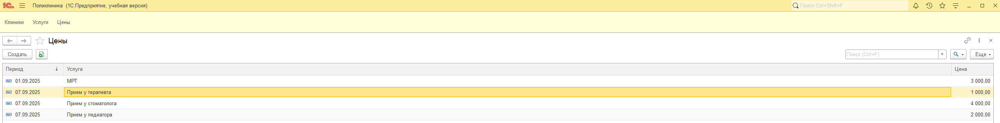 1С Поликлиника (1С:Предприятие, учебная версия) Поиск Ctrl+Shift+F
Клиники Услуги Цены
Цены
Создать Поиск (Ctrl+F) × Еще
Период ↓ Услуга Цена
01.09.2025 МРТ 3 000,00
07.09.2025 Прием у терапевта 1 000,00
07.09.2025 Прием у стоматолога 4 000,00
07.09.2025 Прием у педиатора 2 000,00